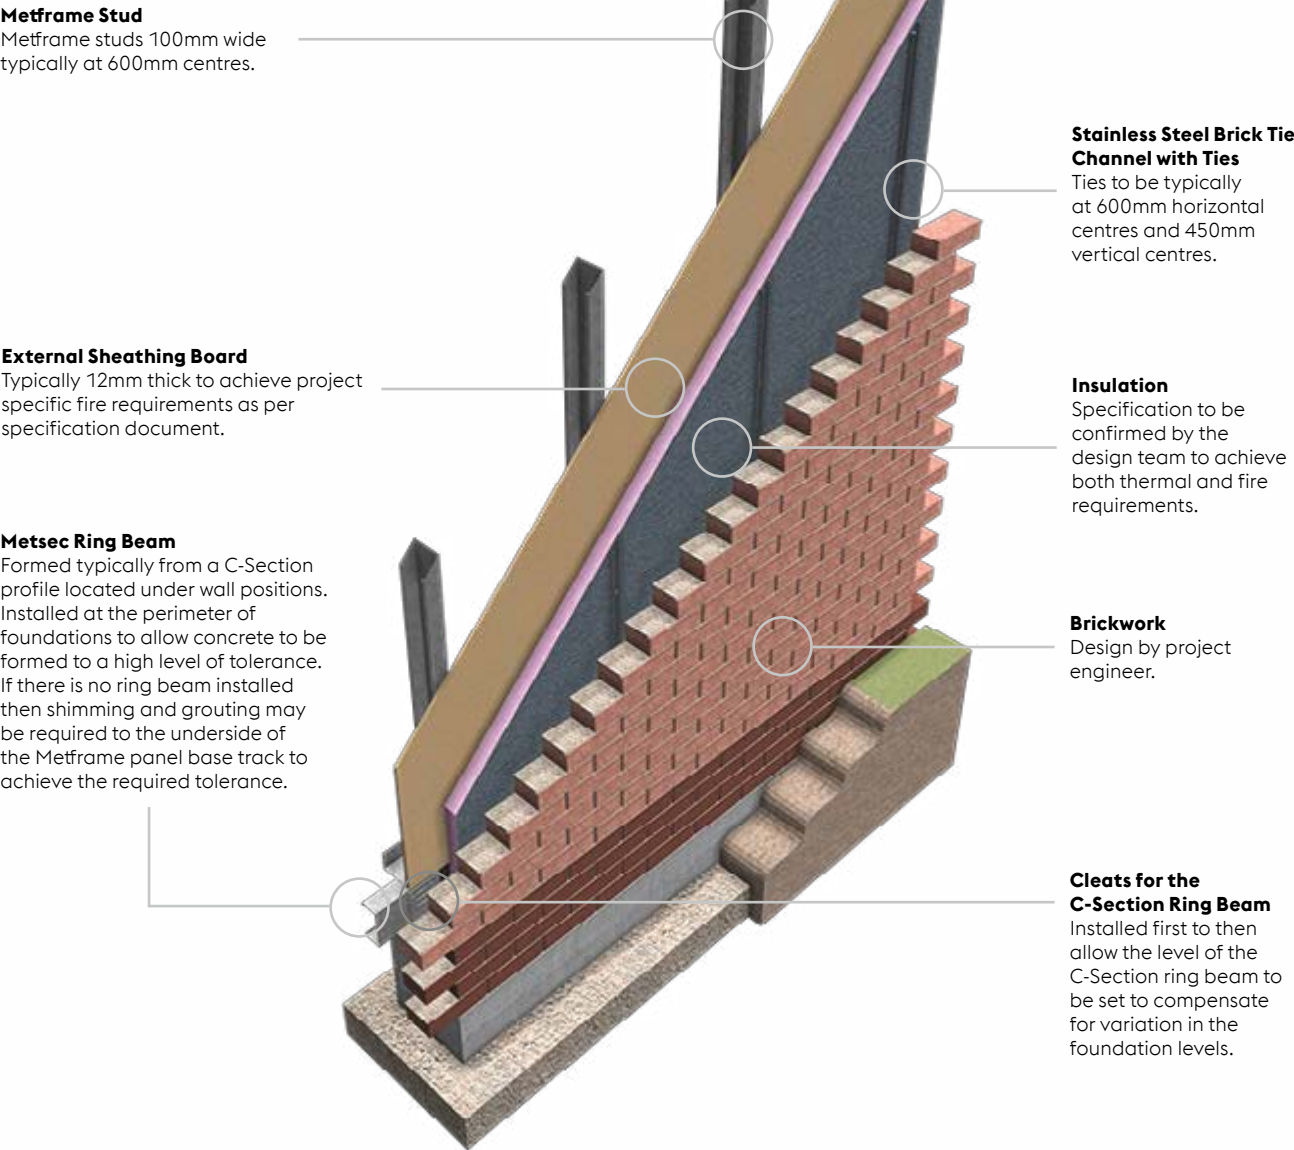 Metframe Stud
Metframe studs 100mm wide
typically at 600mm centres.
External Sheathing Board
Typically 12mm thick to achieve project
specific fire requirements as per
specification document.
Metsec Ring Beam
Formed typically from a C-Section
profile located under wall positions.
Installed at the perimeter of
foundations to allow concrete to be
formed to a high level of tolerance.
If there is no ring beam installed
then shimming and grouting may
be required to the underside of
the Metframe panel base track to
achieve the required tolerance.
Stainless Steel Brick Tie
Channel with Ties
Ties to be typically
at 600mm horizontal
centres and 450mm
vertical centres.
Insulation
Specification to be
confirmed by the
design team to achieve
both thermal and fire
requirements.
Brickwork
Design by project
engineer.
Cleats for the
C-Section Ring Beam
Installed first to then
allow the level of the
C-Section ring beam to
be set to compensate
for variation in the
foundation levels.